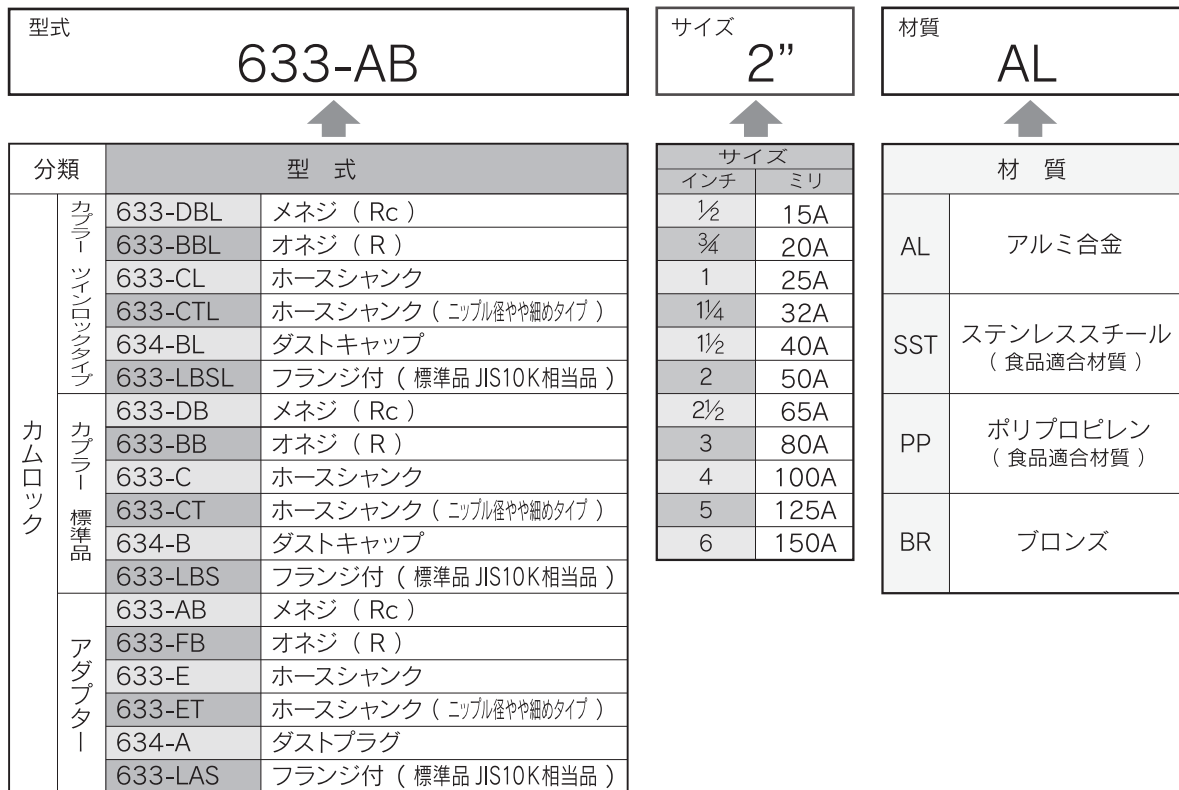 型式
633-AB
サイズ
2”
材質
AL
分類 型 式
カムロック
カプラー ツインロックタイプ
633-DBL メネジ ( Rc )
633-BBL オネジ ( R )
633-CL ホースシャンク
633-CTL ホースシャンク ( ニップル径やや細めタイプ )
634-BL ダストキャップ
633-LBSL フランジ付 ( 標準品 JIS10K相当品 )
カプラー 標準品
633-DB メネジ ( Rc )
633-BB オネジ ( R )
633-C ホースシャンク
633-CT ホースシャンク ( ニップル径やや細めタイプ )
634-B ダストキャップ
633-LBS フランジ付 ( 標準品 JIS10K相当品 )
アダプター
633-AB メネジ ( Rc )
633-FB オネジ ( R )
633-E ホースシャンク
633-ET ホースシャンク ( ニップル径やや細めタイプ )
634-A ダストプラグ
633-LAS フランジ付 ( 標準品 JIS10K相当品 )
サイズ
インチ ミリ
½ 15A
¾ 20A
1 25A
1¼ 32A
1½ 40A
2 50A
2½ 65A
3 80A
4 100A
5 125A
6 150A
材 質
AL アルミ合金
SST ステンレススチール
( 食品適合材質 )
PP ポリプロピレン
( 食品適合材質 )
BR ブロンズ